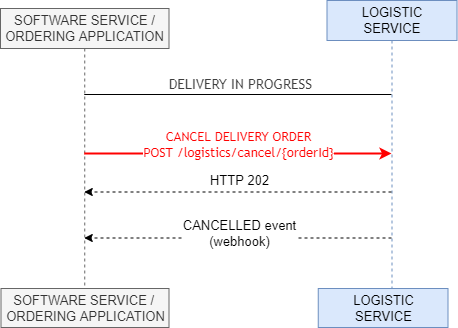 SOFTWARE SERVICE /
ORDERING APPLICATION
LOGISTIC
SERVICE
DELIVERY IN PROGRESS
CANCEL DELIVERY ORDER
POST /logistics/cancel/{orderId}
HTTP 202
CANCELLED event
(webhook)
SOFTWARE SERVICE /
ORDERING APPLICATION
LOGISTIC
SERVICE